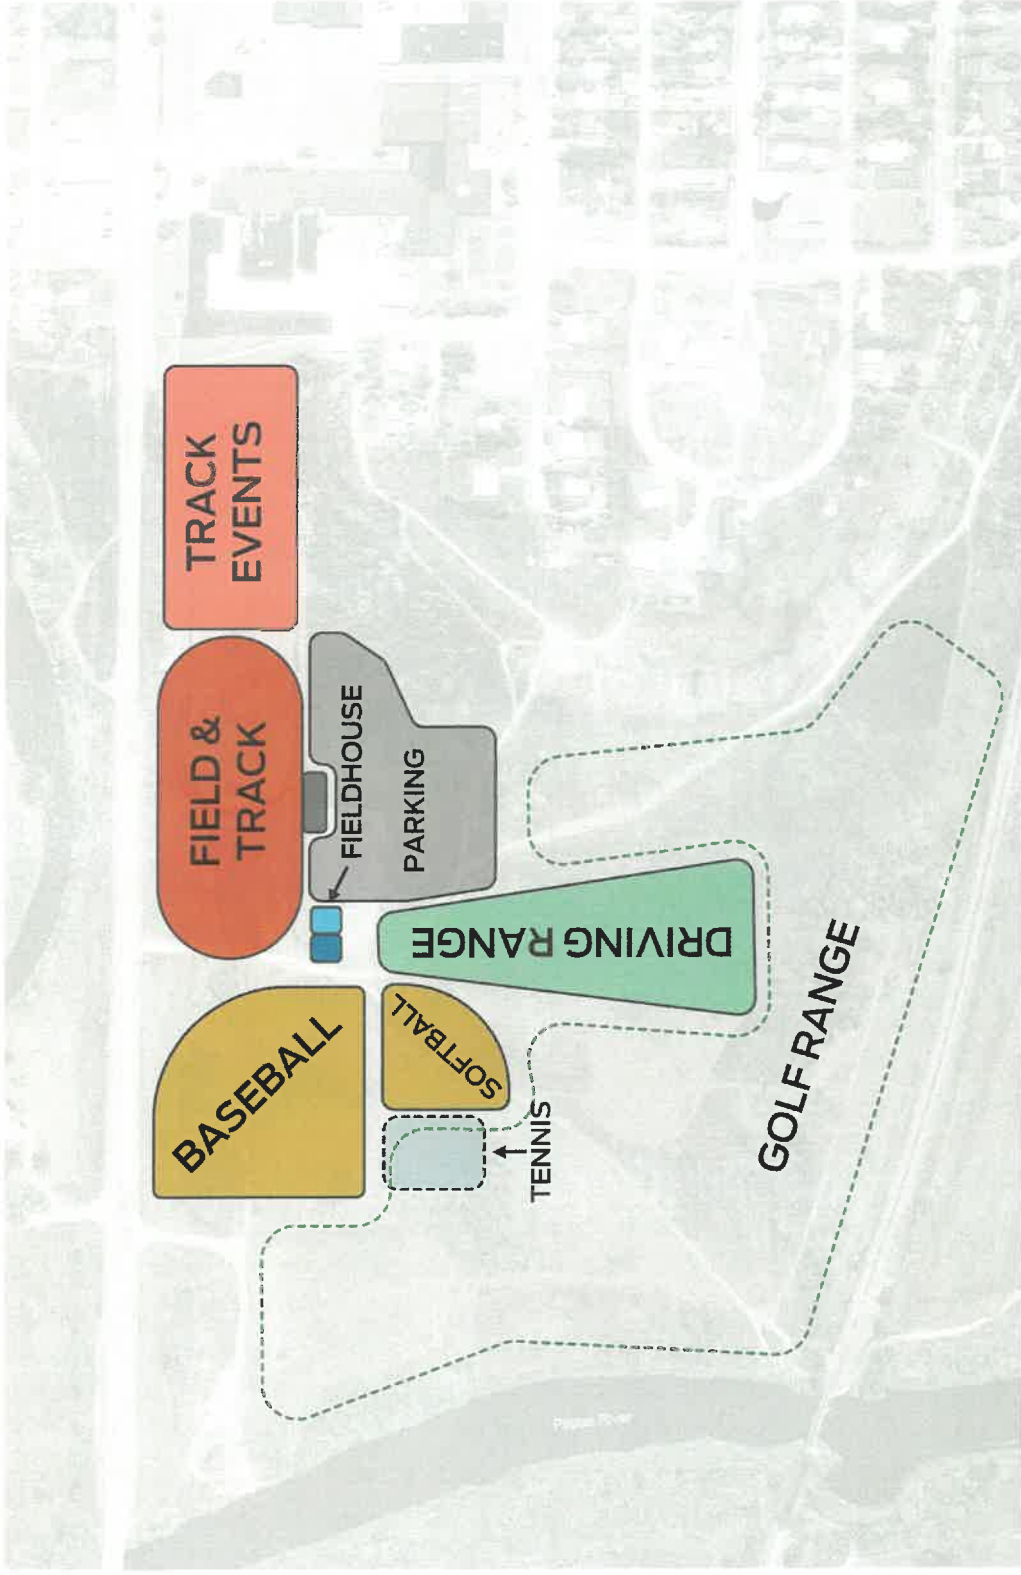 TRACK
EVENTS
FIELD &
TRACK
FIELDHOUSE
PARKING
DRIVING RANGE
BASEBALL
SOFTBALL
TENNIS
GOLF RANGE